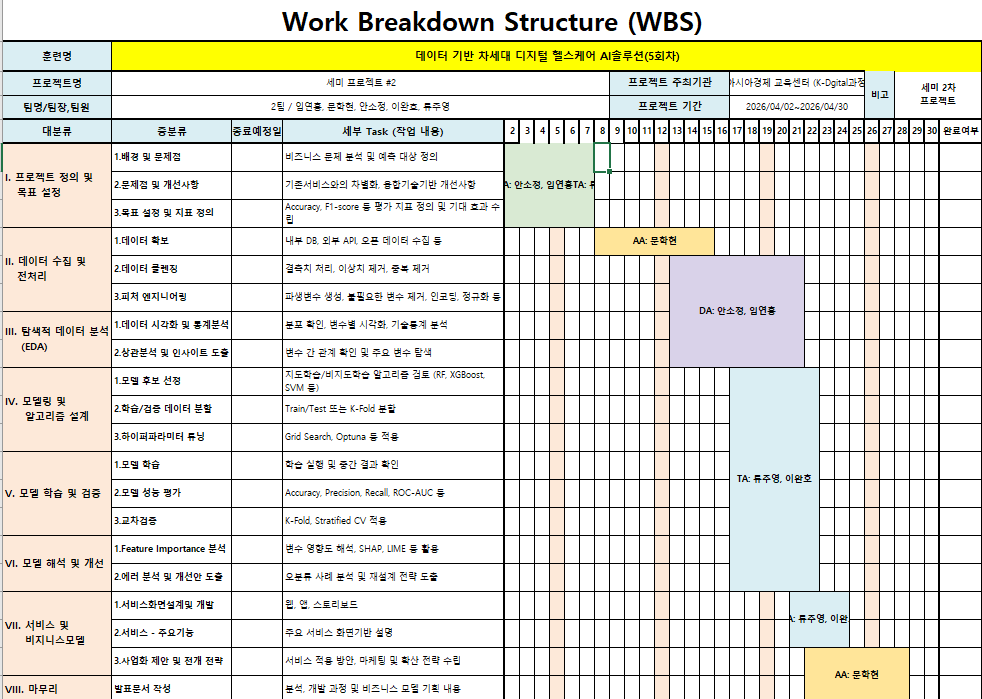 Work Breakdown Structure (WBS)
훈련명 데이터 기반 차세대 디지털 헬스케어 AI솔루션(5회차)
프로젝트명 세미 프로젝트 #2 프로젝트 주최기관 아시아경제 교육센터 (K-Dgital과정 비고 세미 2차
프로젝트
팀명/팀장,팀원 2팀 / 임연홍, 문학현, 안소정, 이완호, 류주영 프로젝트 기간 2026/04/02~2026/04/30
대분류 중분류 종료예정일 세부 Task (작업 내용) 2 3 4 5 6 7 8 9 10 11 12 13 14 15 16 17 18 19 20 21 22 23 24 25 26 27 28 29 30 완료여부
I. 프로젝트 정의 및
목표 설정
1.배경 및 문제점 비즈니스 문제 분석 및 예측 대상 정의
2.문제점 및 개선사항 기존서비스와의 차별화, 융합기술기반 개선사항
A: 안소정, 임연홍TA: 류
3.목표 설정 및 지표 정의 Accuracy, F1-score 등 평가 지표 정의 및 기대 효과 수
립
II. 데이터 수집 및
전처리
1.데이터 확보 내부 DB, 외부 API, 오픈 데이터 수집 등 AA: 문학현
2.데이터 클렌징 결측치 처리, 이상치 제거, 중복 제거
3.피처 엔지니어링 파생변수 생성, 불필요한 변수 제거, 인코딩, 정규화 등
DA: 안소정, 임연홍
III. 탐색적 데이터 분석
(EDA)
1.데이터 시각화 및 통계분석 분포 확인, 변수별 시각화, 기술통계 분석
2.상관분석 및 인사이트 도출 변수 간 관계 확인 및 주요 변수 탐색
IV. 모델링 및
알고리즘 설계
1.모델 후보 선정 지도학습/비지도학습 알고리즘 검토 (RF, XGBoost,
SVM 등)
2.학습/검증 데이터 분할 Train/Test 또는 K-Fold 분할
3.하이퍼파라미터 튜닝 Grid Search, Optuna 등 적용
V. 모델 학습 및 검증
1.모델 학습 학습 실행 및 중간 결과 확인
TA: 류주영, 이완호
2.모델 성능 평가 Accuracy, Precision, Recall, ROC-AUC 등
3.교차검증 K-Fold, Stratified CV 적용
VI. 모델 해석 및 개선
1.Feature Importance 분석 변수 영향도 해석, SHAP, LIME 등 활용
2.에러 분석 및 개선안 도출 오분류 사례 분석 및 재설계 전략 도출
VII. 서비스 및
비지니스모델
1.서비스화면설계및 개발 웹, 앱, 스토리보드
A: 류주영, 이완
2.서비스 - 주요기능 주요 서비스 화면기반 설명
3.사업화 제안 및 전개 전략 서비스 적용 방안, 마케팅 및 확산 전략 수립
AA: 문학현
VIII. 마무리 발표문서 작성 분석, 개발 과정 및 비즈니스 모델 기획 내용